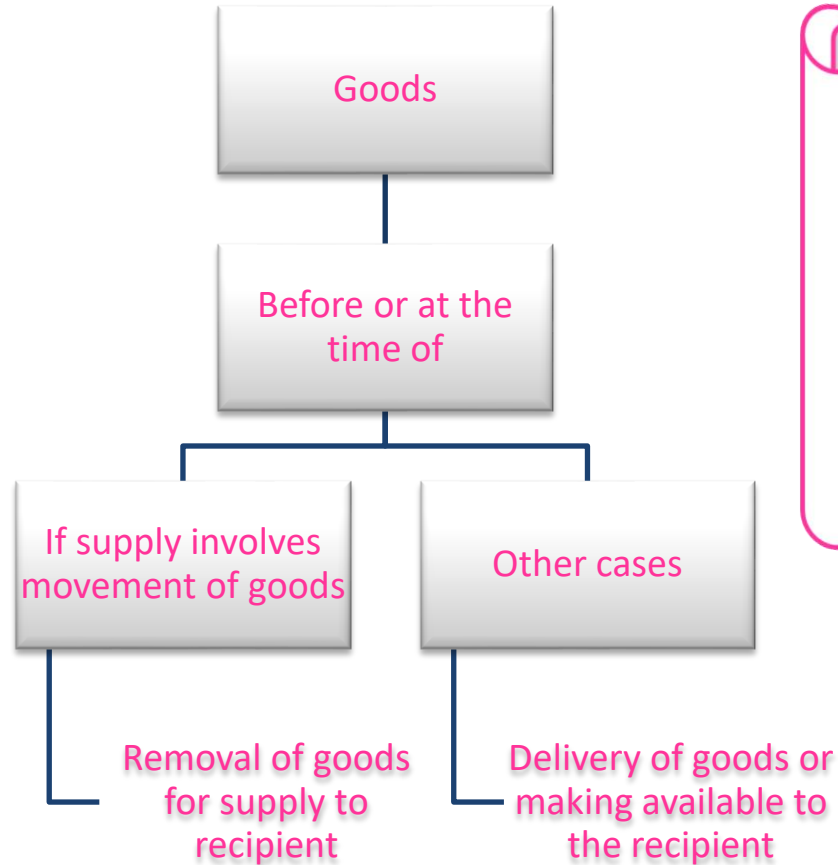 Goods
Before or at the
time of
If supply involves
movement of goods
Other cases
Removal of goods
for supply to
recipient
Delivery of goods or
making available to
the recipient